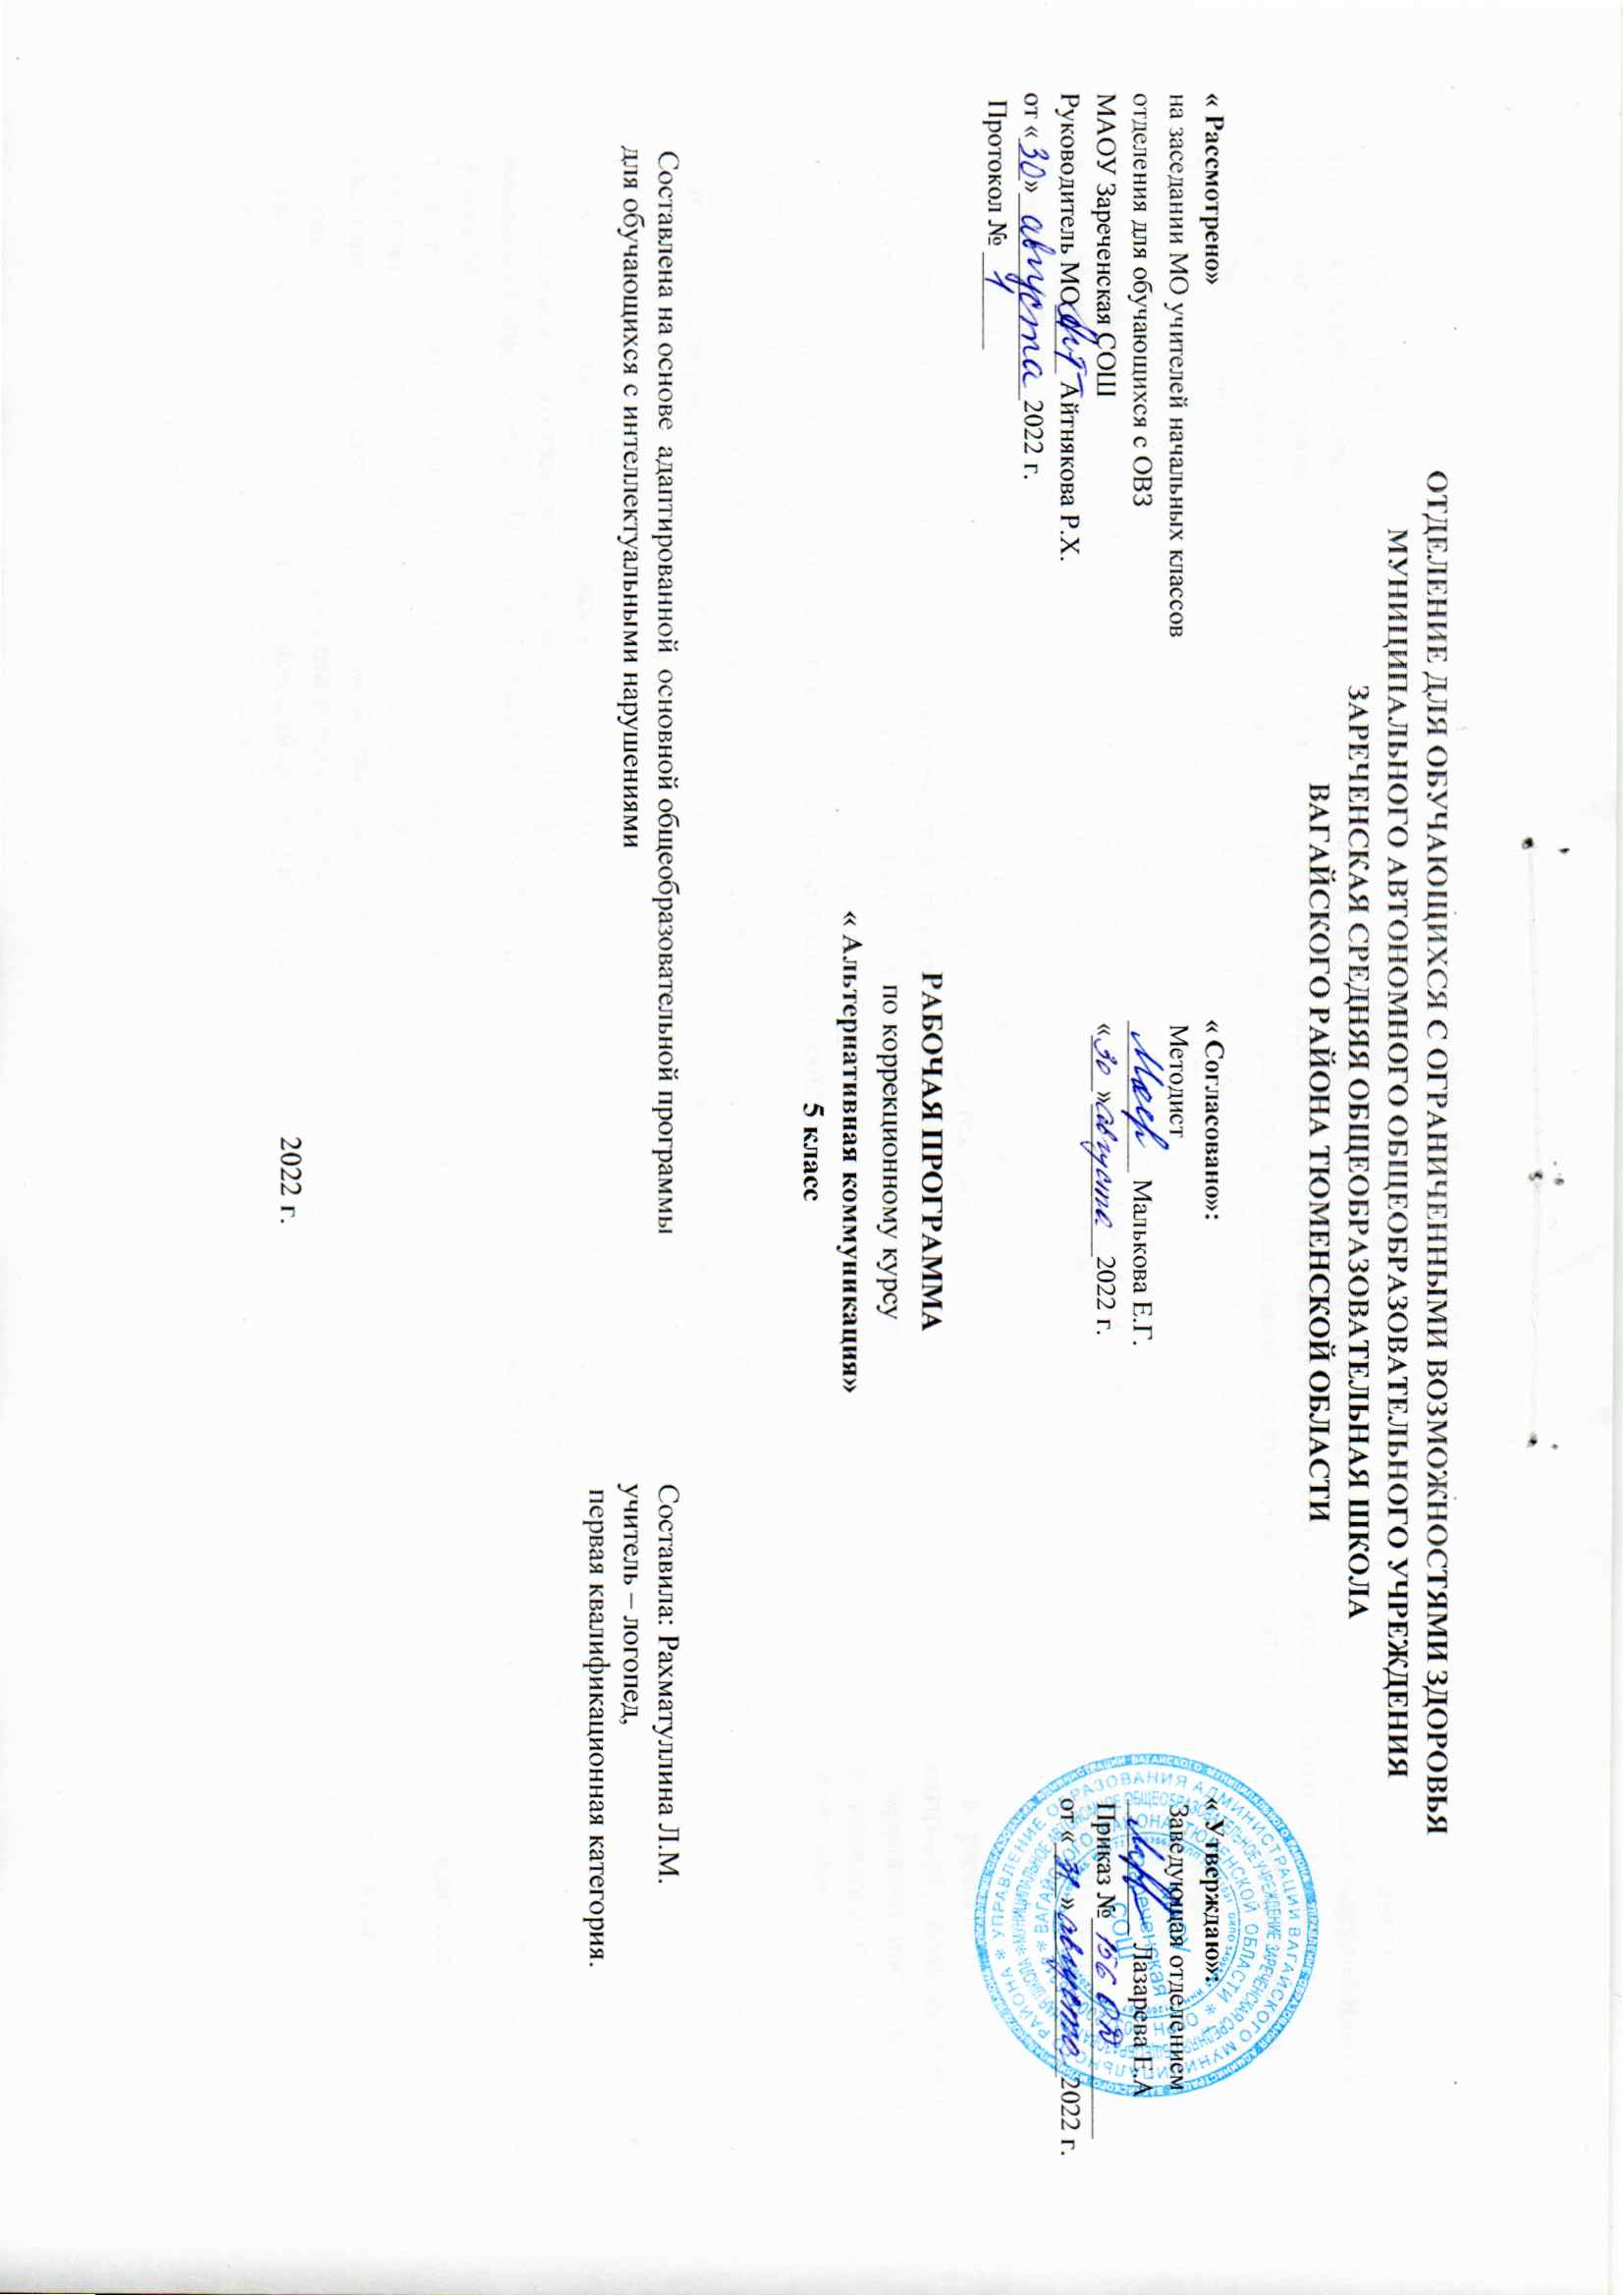 ОТДЕЛЕНИЕ ДЛЯ ОБУЧАЮЩИХСЯ С ОГРАНИЧЕННЫМИ ВОЗМОЖНОСТЯМИ ЗДОРОВЬЯ
МУНИЦИПАЛЬНОГО АВТОНОМНОГО ОБЩЕОБРАЗОВАТЕЛЬНОГО УЧРЕЖДЕНИЯ
ЗАРЕЧЕНСКАЯ СРЕДНЯЯ ОБЩЕОБРАЗОВАТЕЛЬНАЯ ШКОЛА
ВАГАЙСКОГО РАЙОНА ТЮМЕНСКОЙ ОБЛАСТИ
« Рассмотрено»
на заседании МО учителей начальных классов
отделения для обучающихся с ОВЗ
МАОУ Зареченская СОШ
Руководитель МО Айтнякова Р.Х.
от «30» августа 2022 г.
Протокол № 1
« Согласовано»:
Методист
Малькова Е.Г.
«30 »августа 2022 г.
«Утверждаю»:
Заведующая отделением
Лазарева Е.А
Приказ № 156 ОД
от « 31 » августа 2022 г.
РАБОЧАЯ ПРОГРАММА
по коррекционному курсу
« Альтернативная коммуникация»
5 класс
Составлена на основе адаптированной основной общеобразовательной программы
для обучающихся с интеллектуальными нарушениями
Составила: Рахматуллина Л.М.
учитель – логопед,
первая квалификационная категория.
2022 г.